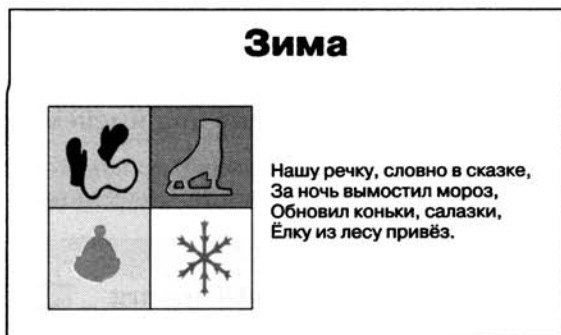 Зима
Нашу речку, словно в сказке,
За ночь вымостил мороз,
Обновил коньки, салазки,
Ёлку из лесу привёз.